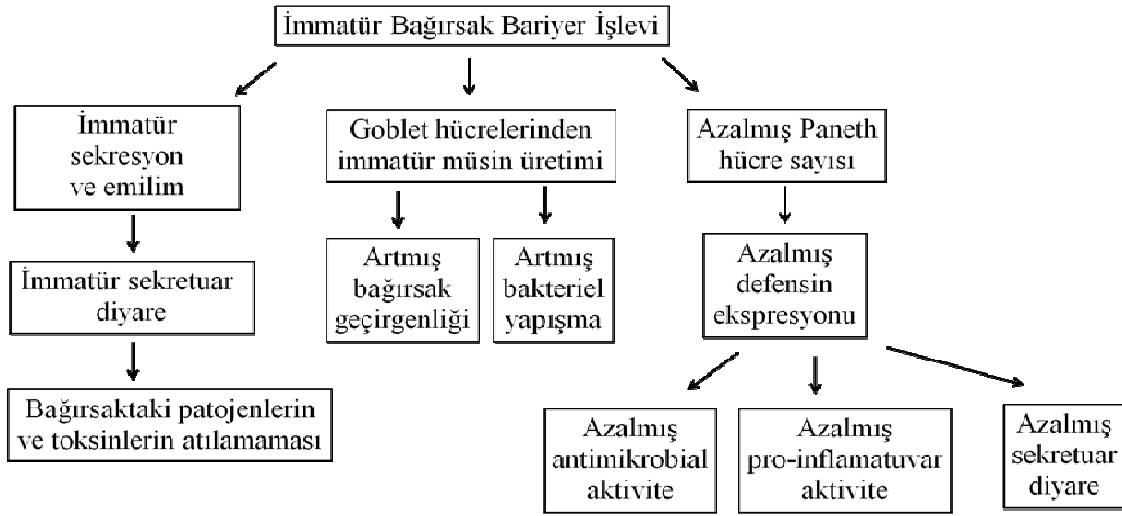 İmmatür Bağırsak Bariyer İşlevi
İmmatür
sekresyon
ve emilim
Goblet hücrelerinden
immatür müsin üretimi
Azalmış Paneth
hücre sayısı
İmmatür sekretuar
diyare
Artmış
bağırsak
geçirgenliği
Artmış
bakteriel
yapışma
Azalmış
defensin
ekspresyonu
Bağırsaktaki patojenlerin
ve toksinlerin atılamaması
Azalmış
antimikrobial
aktivite
Azalmış
pro-inflamatuvar
aktivite
Azalmış
sekretuar
diyare